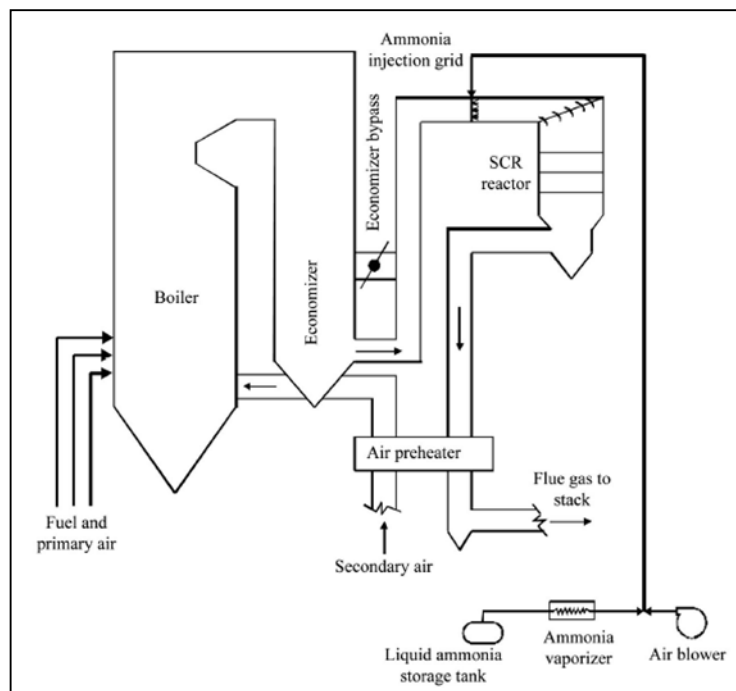 Ammonia
injection grid
Economizer bypass
SCR
reactor
Boiler
Economizer
Air preheater
Fuel and
primary air
Flue gas to
stack
Secondary air
Liquid ammonia
storage tank
Ammonia
vaporizer
Air blower